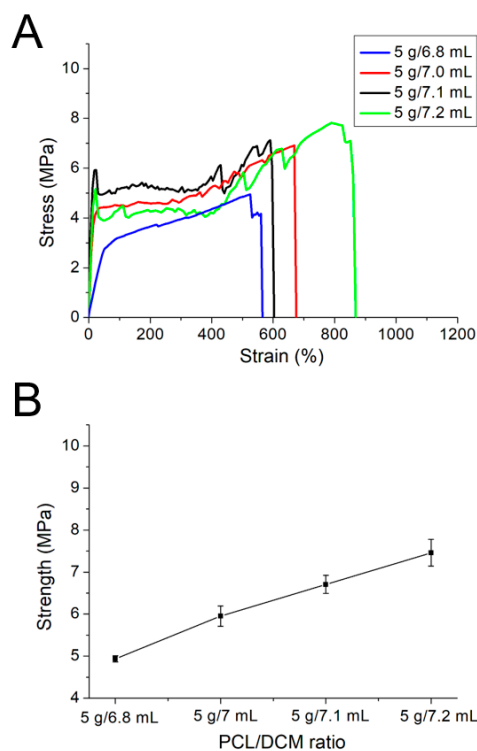 A
5 g/6.8 mL
5 g/7.0 mL
5 g/7.1 mL
5 g/7.2 mL
10
8
6
4
2
0
Stress (MPa)
0 200 400 600 800 1000 1200
Strain (%)
B
10
9
8
7
6
5
4
Strength (MPa)
5 g/6.8 mL 5 g/7 mL 5 g/7.1 mL 5 g/7.2 mL
PCL/DCM ratio